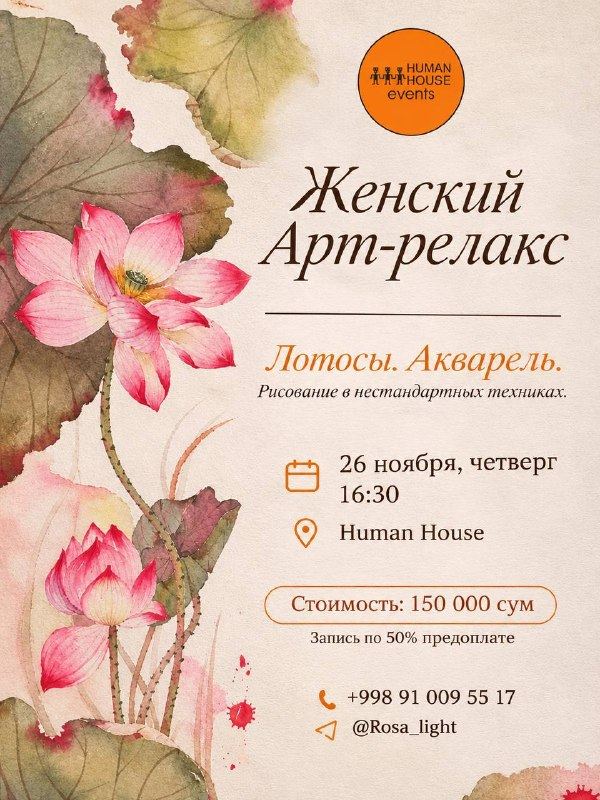 HUMAN
HOUSE
events
Женский
Арт-релакс
Лотосы. Акварель.
Рисование в нестандартных техниках.
26 ноября, четверг
16:30
Human House
Стоимость: 150 000 сум
Запись по 50% предоплате
+998 91 009 55 17
@Rosa_light